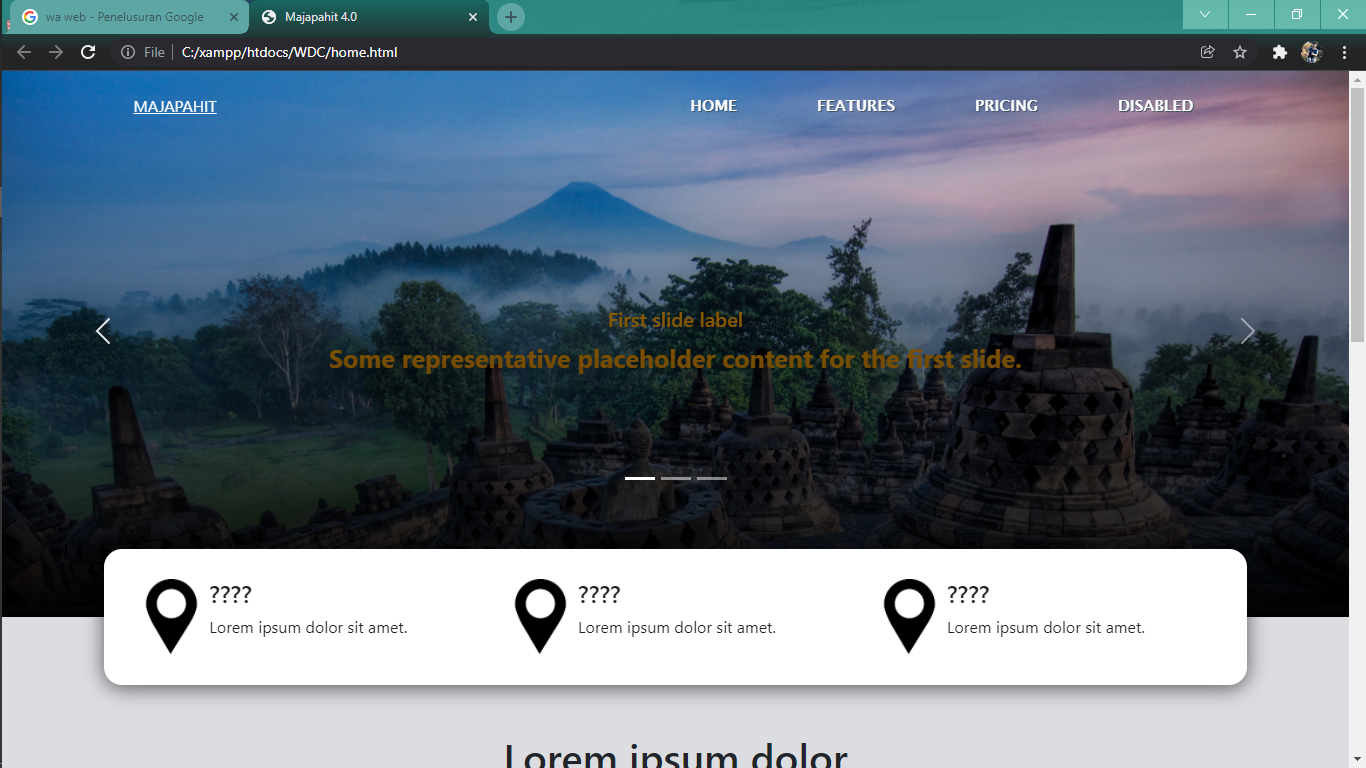 wa web - Penelusuran Google
Majapahit 4.0
File
C:/xampp/htdocs/WDC/home.html
MAJAPAHIT
HOME
FEATURES
PRICING
DISABLED
First slide label
Some representative placeholder content for the first slide.
????
Lorem ipsum dolor sit amet.
????
Lorem ipsum dolor sit amet.
????
Lorem ipsum dolor sit amet.
Lorem ipsum dolor